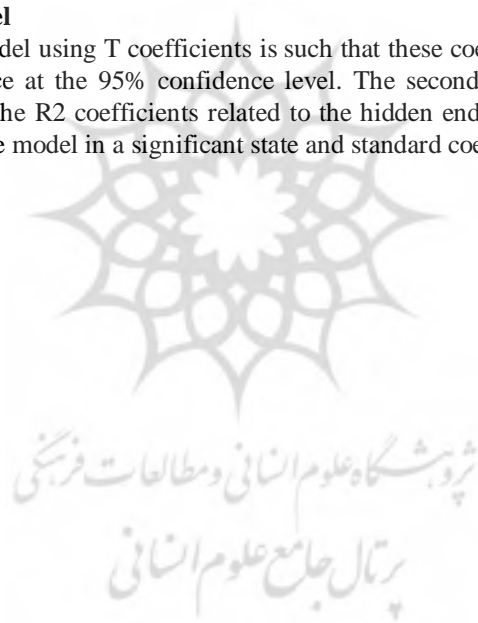 el
del using T coefficients is such that these coe
ce at the 95% confidence level. The second
he R2 coefficients related to the hidden end
e model in a significant state and standard coe
پژوهشگاه علوم انسانی و مطالعات فرهنگی
پرتال جامع علوم انسانی